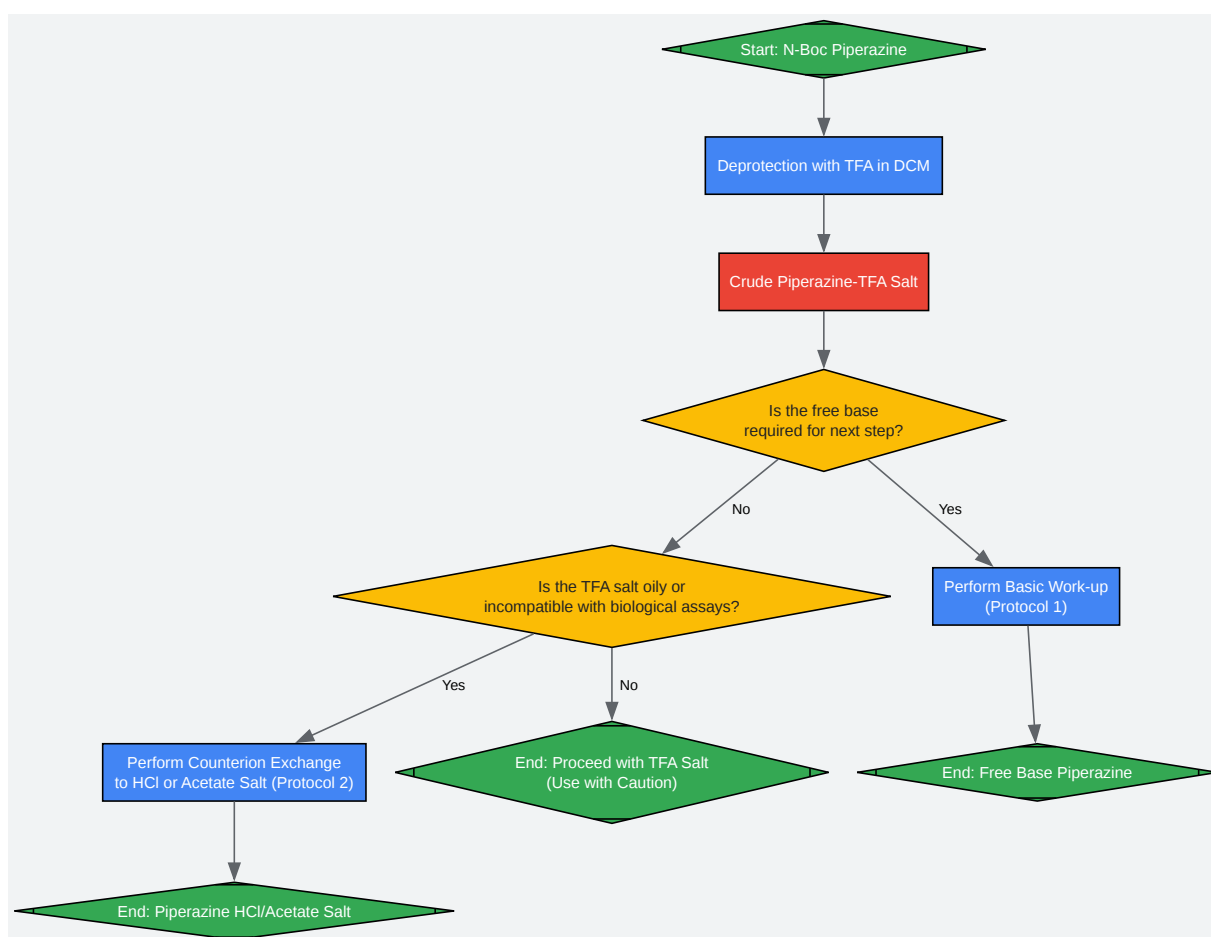 Start: N-Boc Piperazine
Deprotection with TFA in DCM
Crude Piperazine-TFA Salt
Is the free base
required for next step?
No
Yes
Is the TFA salt oily or
incompatible with biological assays?
Perform Basic Work-up
(Protocol 1)
Yes
No
Perform Counterion Exchange
to HCl or Acetate Salt (Protocol 2)
End: Proceed with TFA Salt
(Use with Caution)
End: Free Base Piperazine
End: Piperazine HCl/Acetate Salt